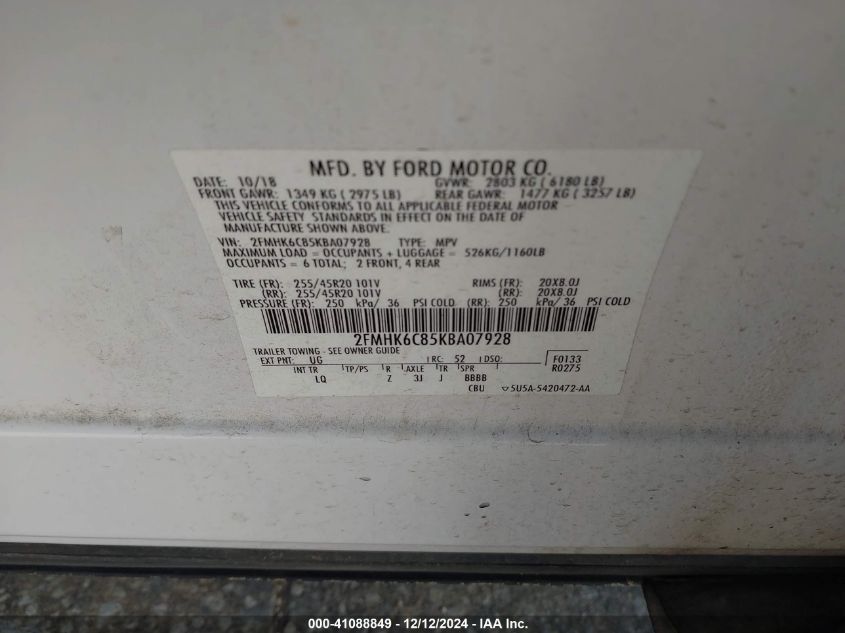 MFD. BY FORD MOTOR CO.
DATE: 10/18 GVWR: 2803 KG ( 6180 LB)
FRONT GAWR: 1349 KG ( 2975 LB) REAR GAWR: 1477 KG ( 3257 LB)
THIS VEHICLE CONFORMS TO ALL APPLICABLE FEDERAL MOTOR
VEHICLE SAFETY STANDARDS IN EFFECT ON THE DATE OF
MANUFACTURE SHOWN ABOVE.
VIN: 2FMHK6C85KBA07928 TYPE: MPV
MAXIMUM LOAD = OCCUPANTS + LUGGAGE = 526KG/1160LB
OCCUPANTS = 6 TOTAL; 2 FRONT, 4 REAR
TIRE (FR): 255/45R20 101V RIMS (FR): 20X8.0J
(RR): 255/45R20 101V (RR): 20X8.0J
PRESSURE (FR): 250 kPa/ 36 PSI COLD (RR): 250 kPa/ 36 PSI COLD
2FMHK6C85KBA07928
TRAILER TOWING - SEE OWNER GUIDE
EXT PNT: UG RC: 52 DSO: F0133
INT TR TP/PS R AXLE TR SPR R0275
LQ Z 3J J BBBB
CBU 5U5A-5420472-AA
000-41088849 - 12/12/2024 - IAA Inc.